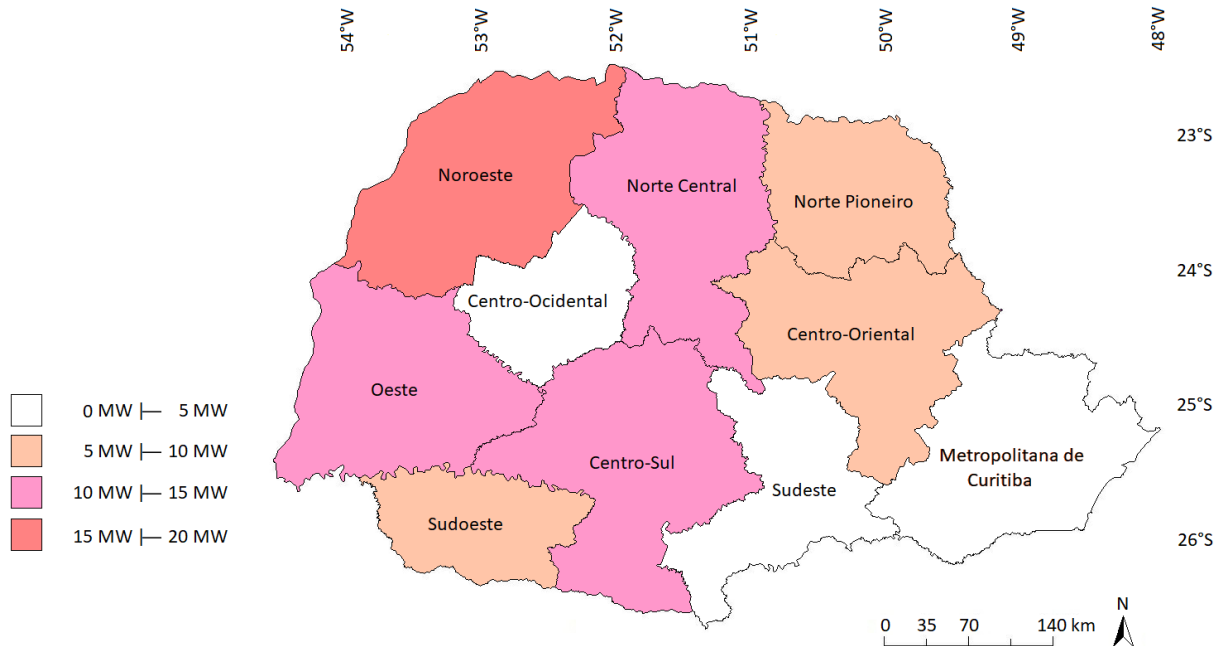 54°W
53°W
52°W
51°W
50°W
49°W
48°W
23°S
24°S
25°S
26°S
Noroeste
Norte Central
Norte Pioneiro
Centro-Ocidental
Centro-Oriental
Oeste
Centro-Sul
Metropolitana de
Curitiba
Sudeste
Sudoeste
0 MW ├─ 5 MW
5 MW ├─ 10 MW
10 MW ├─ 15 MW
15 MW ├─ 20 MW
N
0 35 70 140 km